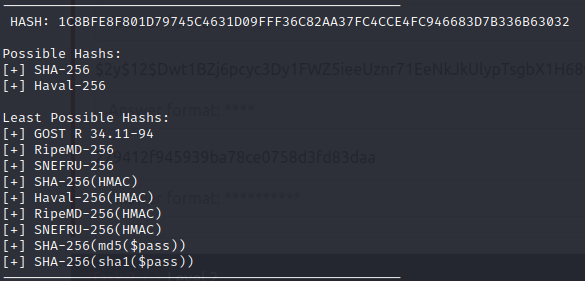 HASH: 1C8BFE8F801D79745C4631D09FFF36C82AA37FC4CCE4FC946683D7B336B63032
Possible Hashs:
[+] SHA-256
[+] Haval-256
Least Possible Hashs:
[+] GOST R 34.11-94
[+] RipeMD-256
[+] SNEFRU-256
[+] SHA-256(HMAC)
[+] Haval-256(HMAC)
[+] RipeMD-256(HMAC)
[+] SNEFRU-256(HMAC)
[+] SHA-256(md5($pass))
[+] SHA-256(sha1($pass))